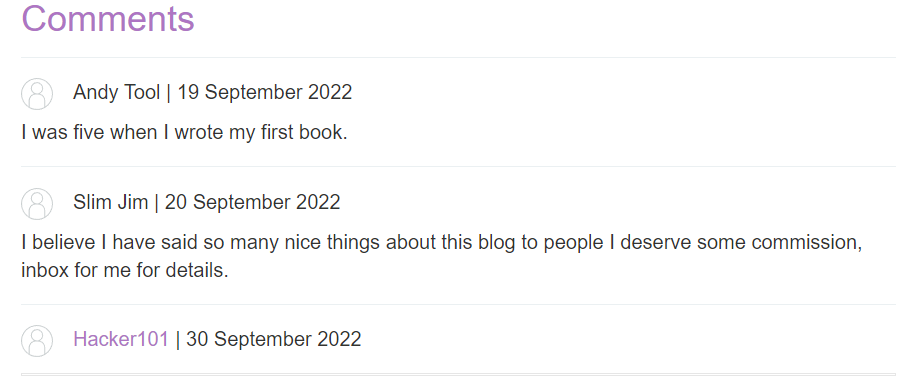 Comments
Andy Tool | 19 September 2022
I was five when I wrote my first book.
Slim Jim | 20 September 2022
I believe I have said so many nice things about this blog to people I deserve some commission,
inbox for me for details.
Hacker101 | 30 September 2022